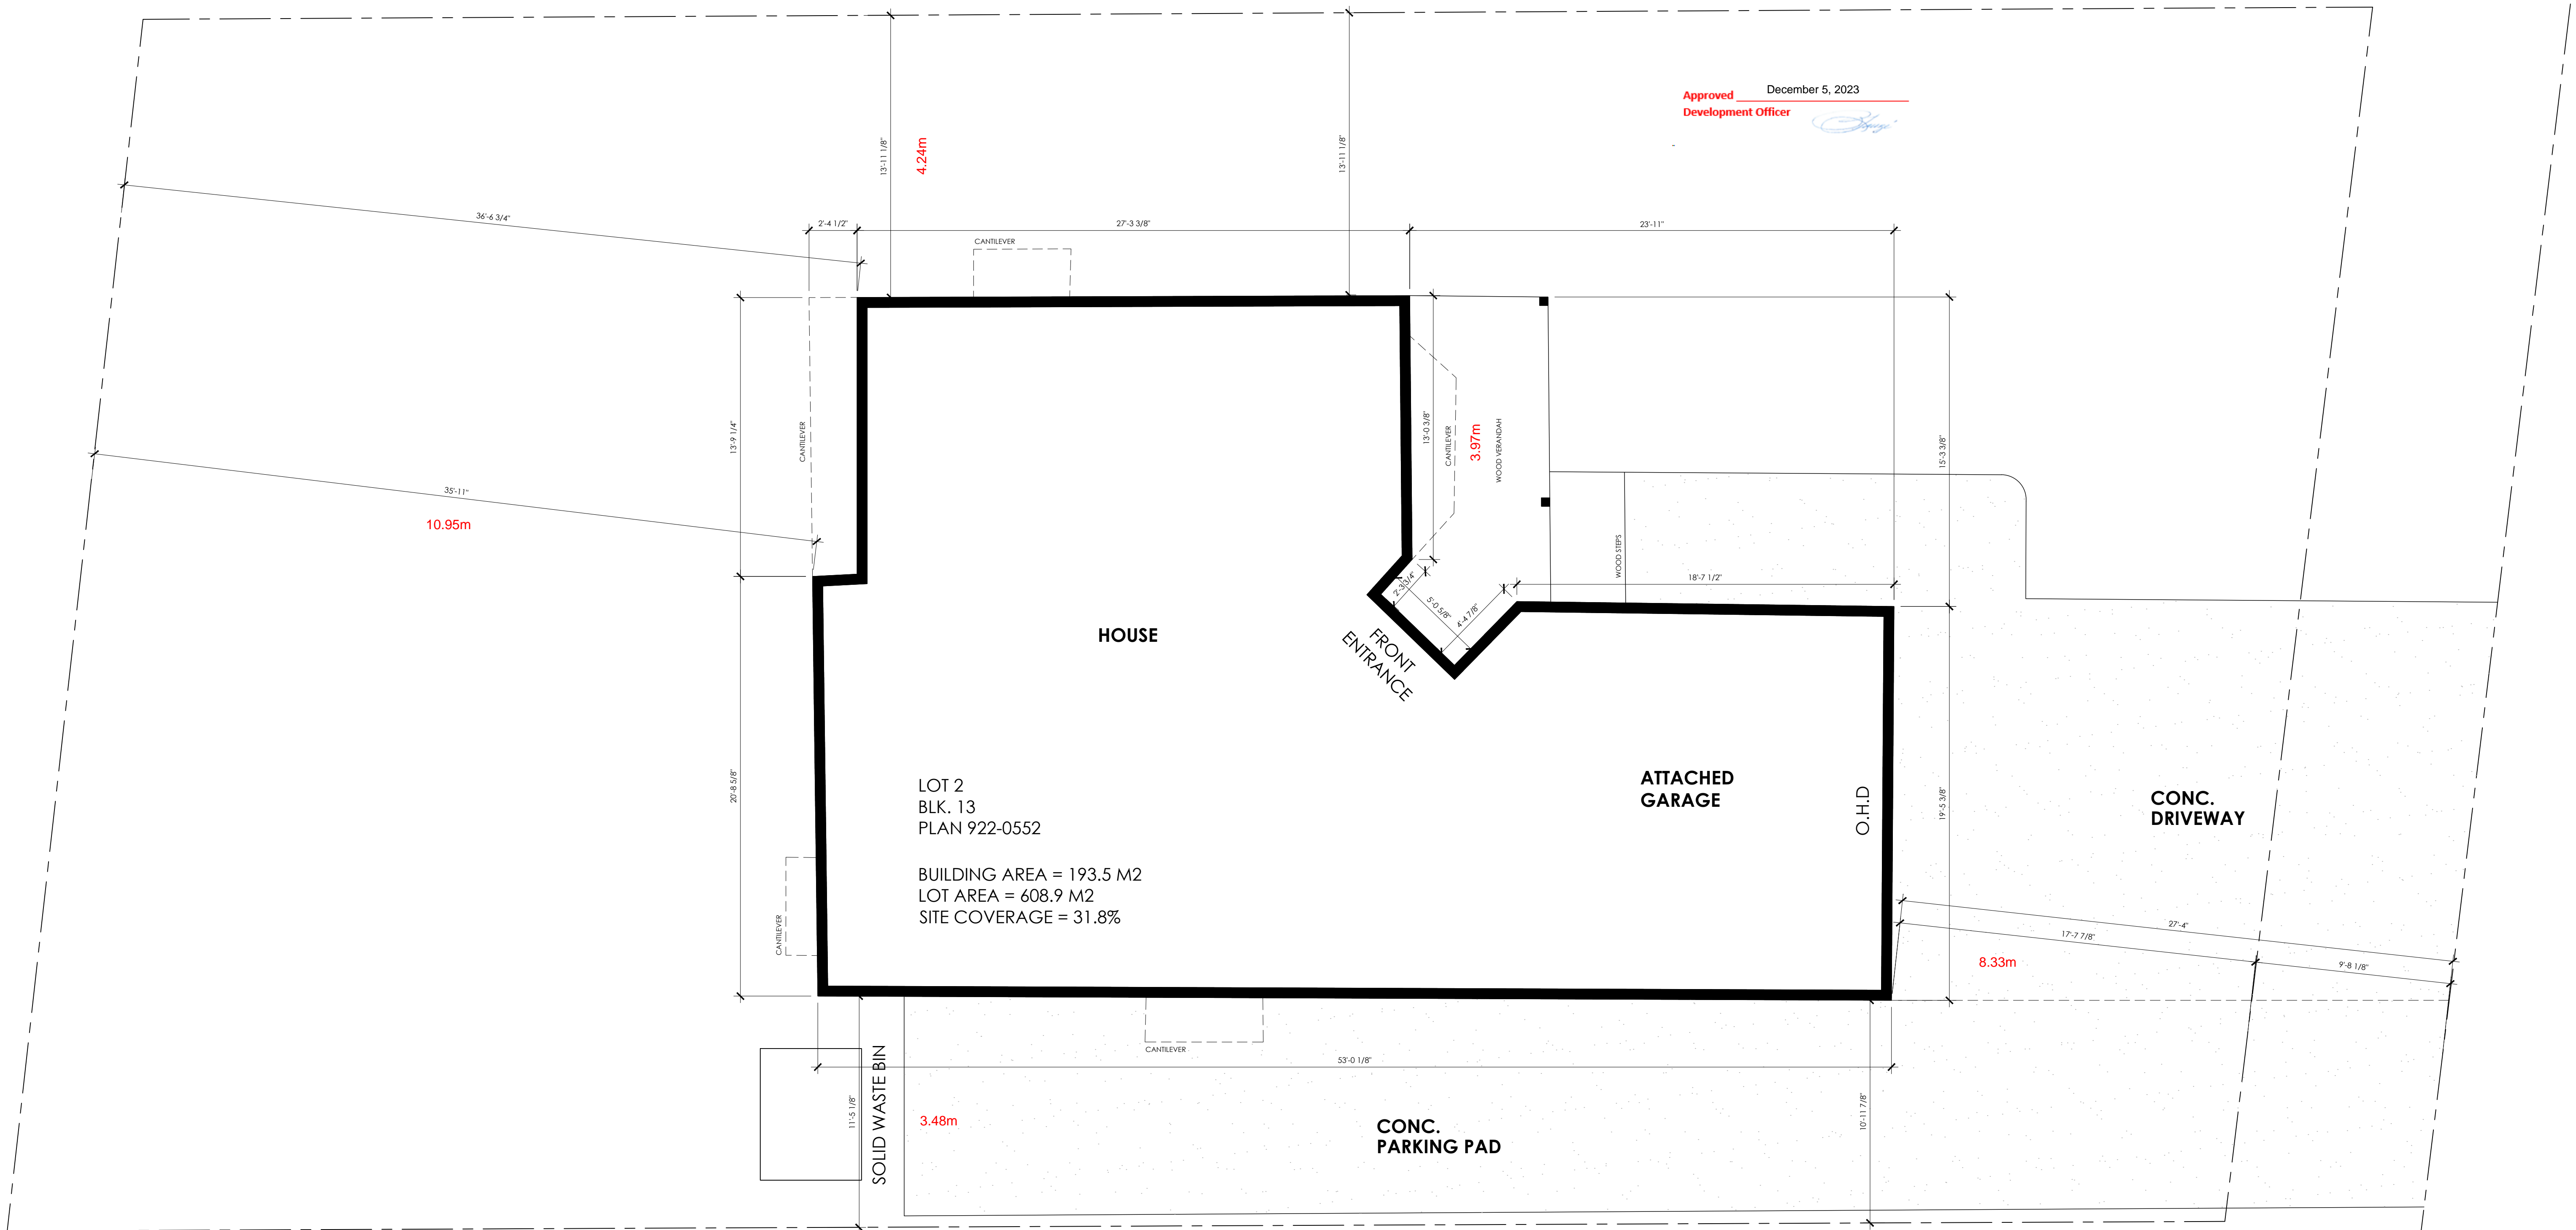 Approved December 5, 2023
Development Officer
13'-11 1/8"
4.24m
13'-11 1/8"
36'-6 3/4"
2'-4 1/2"
27'-3 3/8"
23'-11"
CANTILEVER
13'-9 1/4"
CANTILEVER
13'-0 3/8"
CANTILEVER
3.97m
WOOD VERANDAH
15'-3 3/8"
35'-11"
10.95m
WOOD STEPS
18'-7 1/2"
2'-3 3/4"
5'-0 5/8"
4'-4 7/8"
FRONT
ENTRANCE
HOUSE
20'-8 5/8"
LOT 2
BLK. 13
PLAN 922-0552
BUILDING AREA = 193.5 M2
LOT AREA = 608.9 M2
SITE COVERAGE = 31.8%
ATTACHED
GARAGE
O.H.D
19'-5 3/8"
CONC.
DRIVEWAY
CANTILEVER
27'-4"
17'-7 7/8"
9'-8 1/8"
8.33m
CANTILEVER
53'-0 1/8"
SOLID WASTE BIN
11'-5 1/8"
3.48m
10'-11 7/8"
CONC.
PARKING PAD